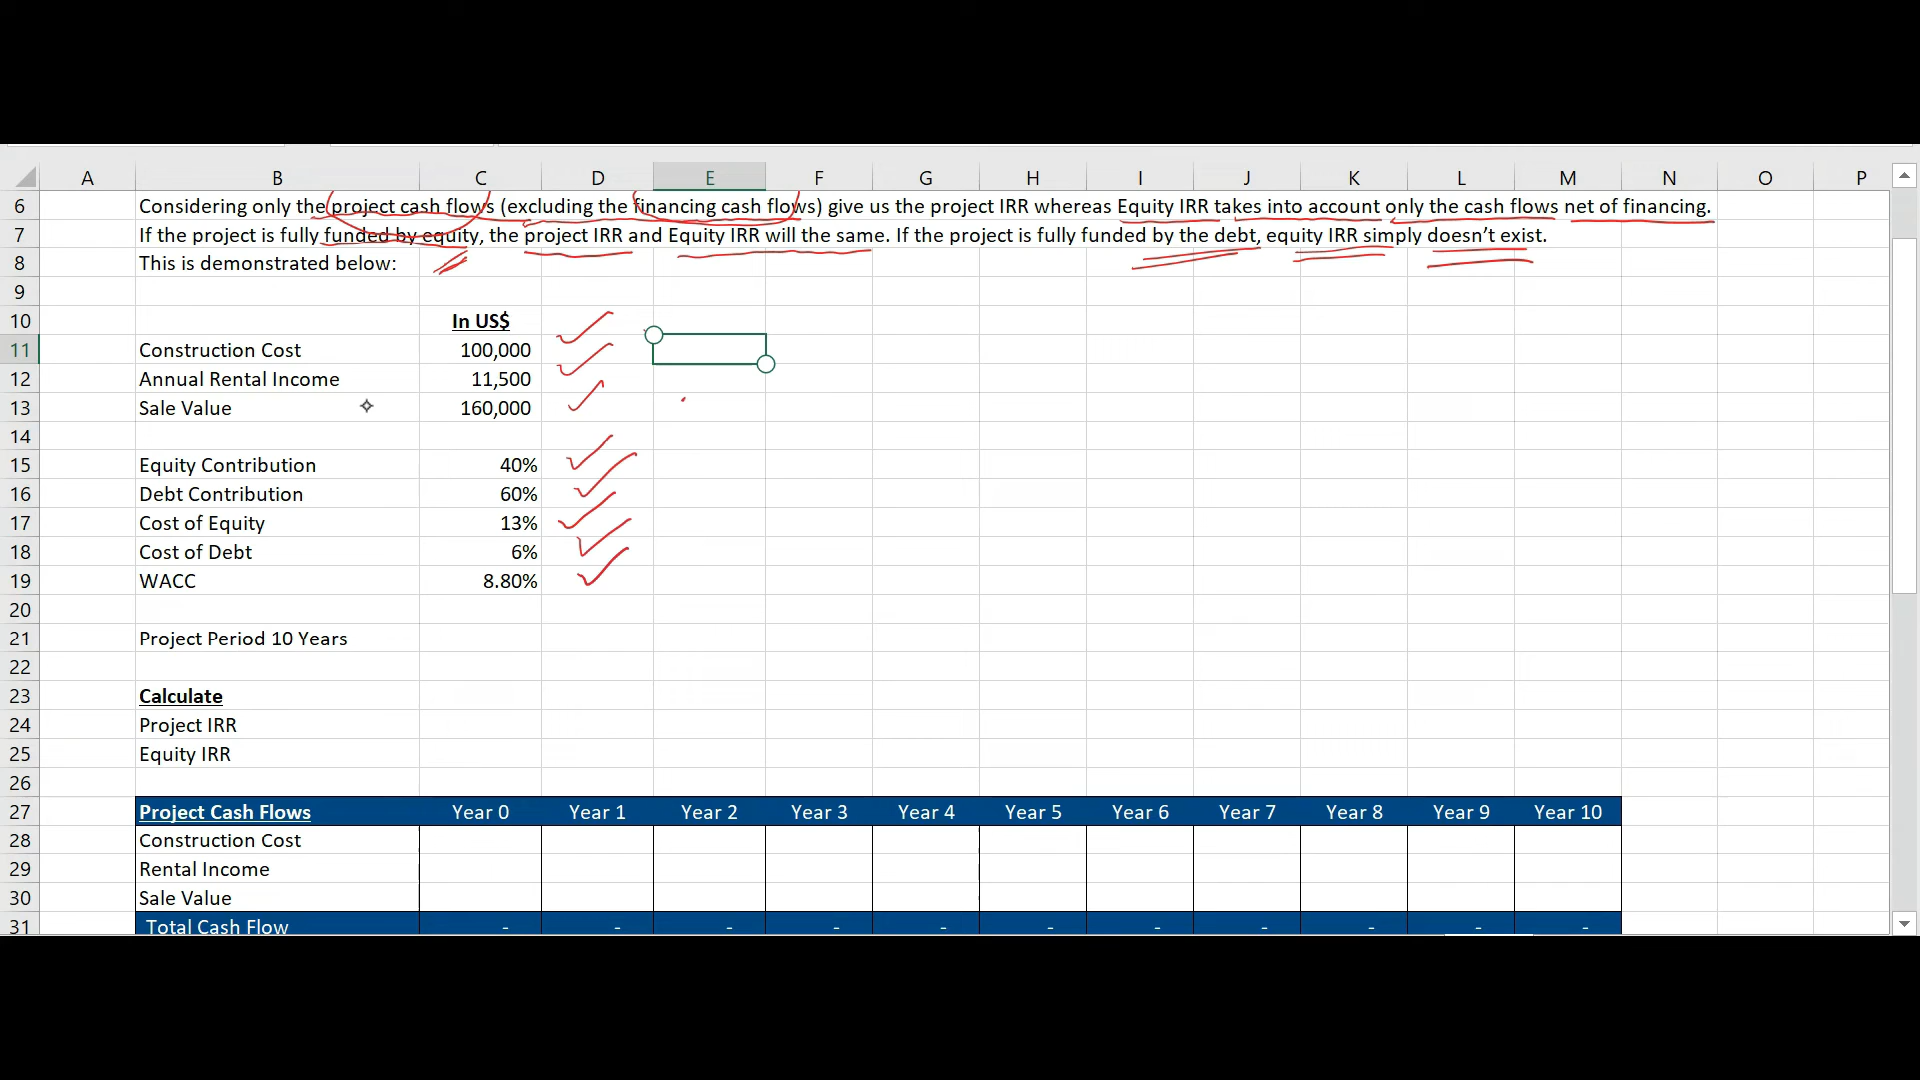 A B C D E F G H I J K L M N O P
6 Considering only the project cash flows (excluding the financing cash flows) give us the project IRR whereas Equity IRR takes into account only the cash flows net of financing.
7 If the project is fully funded by equity, the project IRR and Equity IRR will the same. If the project is fully funded by the debt, equity IRR simply doesn’t exist.
8 This is demonstrated below:
9
10 In US$
11 Construction Cost 100,000
12 Annual Rental Income 11,500
13 Sale Value 160,000
14
15 Equity Contribution 40%
16 Debt Contribution 60%
17 Cost of Equity 13%
18 Cost of Debt 6%
19 WACC 8.80%
20
21 Project Period 10 Years
22
23 Calculate
24 Project IRR
25 Equity IRR
26
27 Project Cash Flows Year 0 Year 1 Year 2 Year 3 Year 4 Year 5 Year 6 Year 7 Year 8 Year 9 Year 10
28 Construction Cost
29 Rental Income
30 Sale Value
31 Total Cash Flow - - - - - - - - - - -